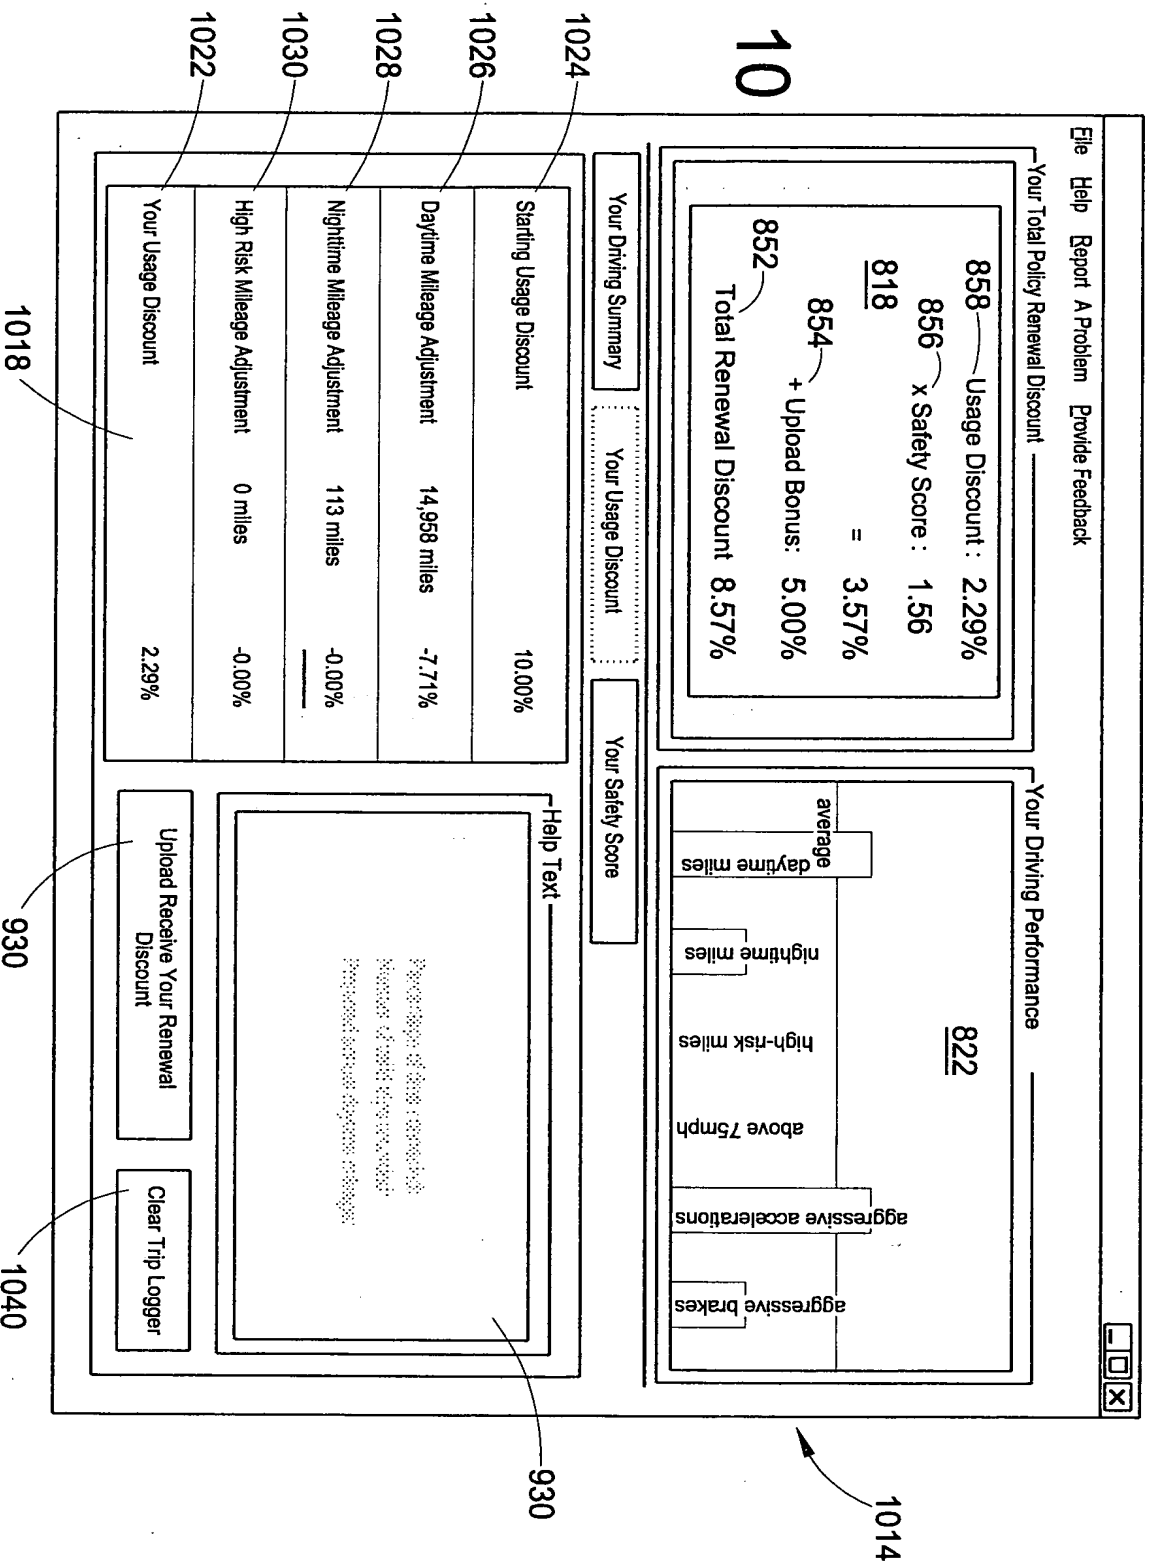 File Help Report A Problem Provide Feedback
Your Total Policy Renewal Discount
858 Usage Discount : 2.29%
856 x Safety Score : 1.56
818 = 3.57%
854 + Upload Bonus: 5.00%
852 Total Renewal Discount 8.57%
Your Driving Performance
822
average
daytime miles
nightime miles
high-risk miles
above 75mph
aggressive accelerations
aggressive brakes
1014
10
Your Driving Summary
Your Usage Discount
Your Safety Score
1024 Starting Usage Discount 10.00%
1026 Daytime Mileage Adjustment 14,958 miles -7.71%
1028 Nighttime Mileage Adjustment 113 miles -0.00%
1030 High Risk Mileage Adjustment 0 miles -0.00%
1022 Your Usage Discount 2.29%
1018
Help Text
930
Upload Receive Your Renewal
Discount
Clear Trip Logger
930
1040